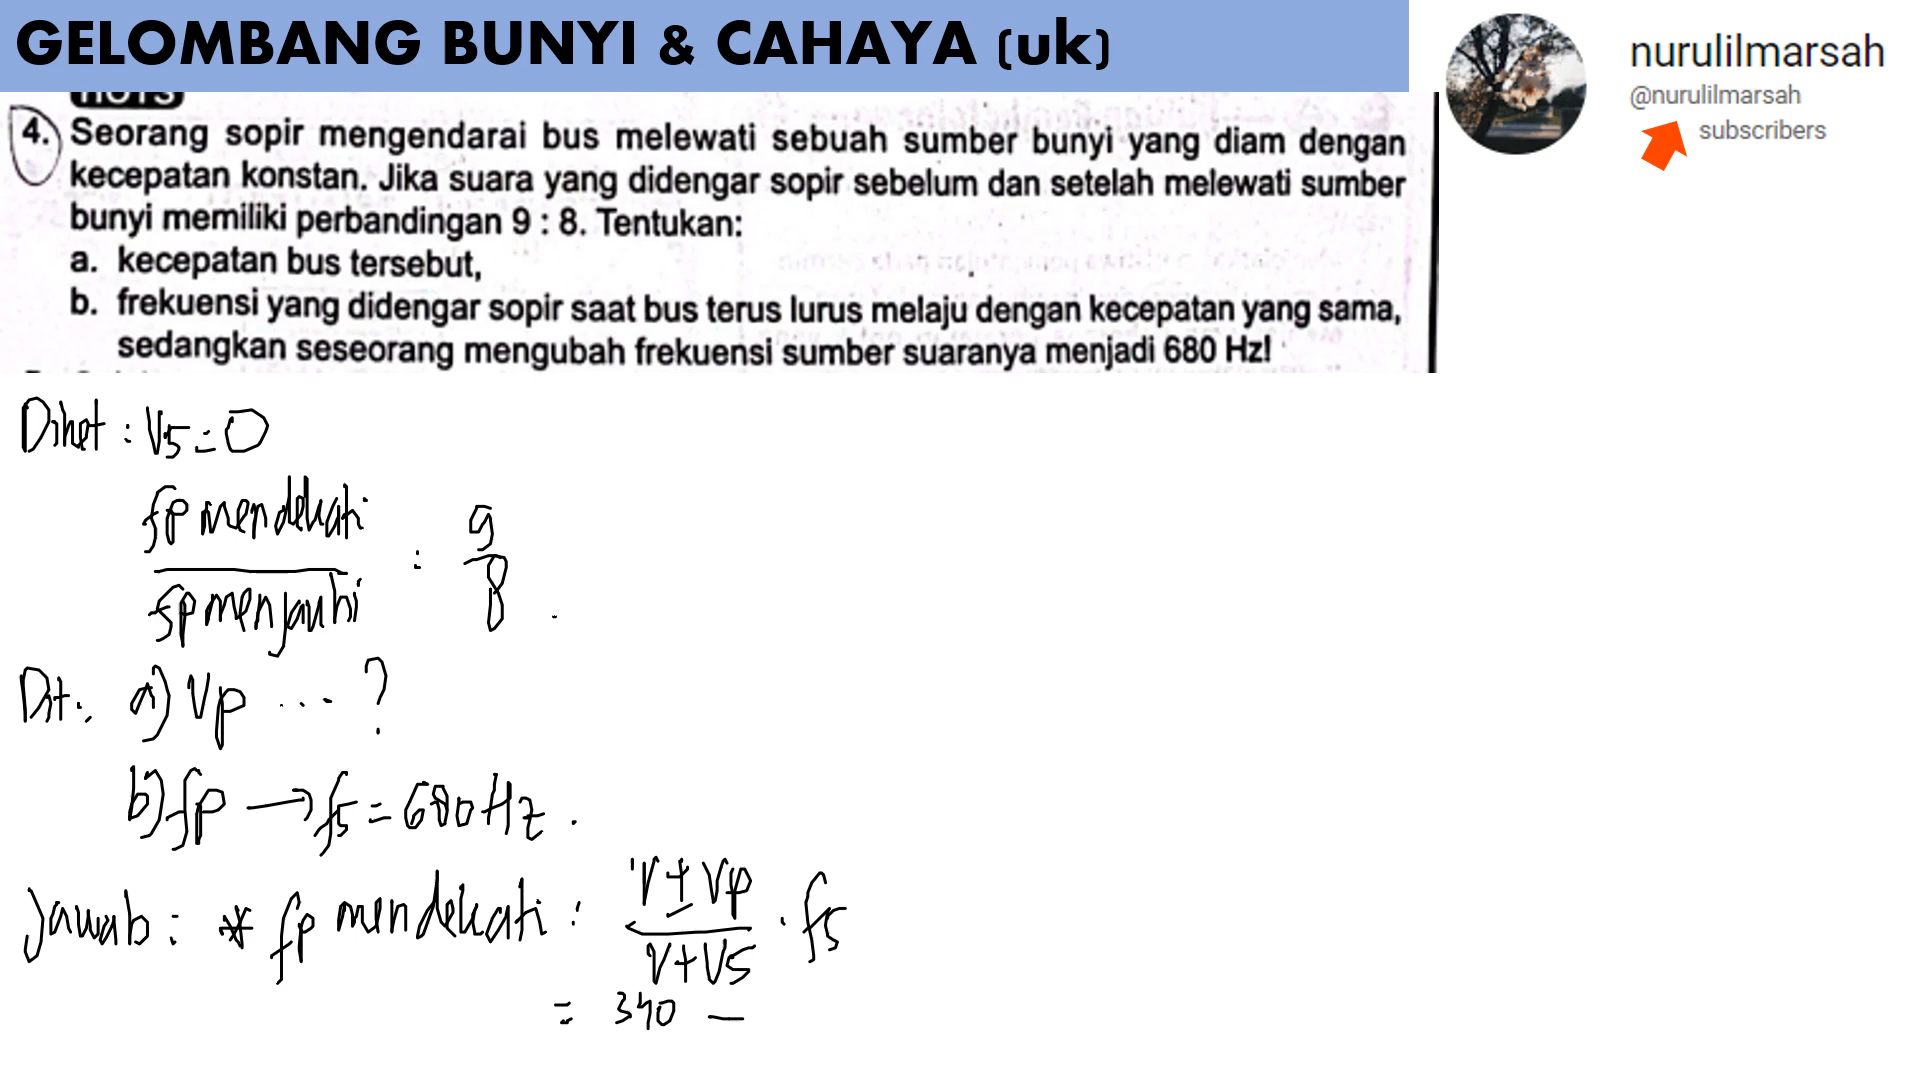 GELOMBANG BUNYI & CAHAYA (uk)
nurulilmarsah
@nurulilmarsah
subscribers
HOTS
4. Seorang sopir mengendarai bus melewati sebuah sumber bunyi yang diam dengan
kecepatan konstan. Jika suara yang didengar sopir sebelum dan setelah melewati sumber
bunyi memiliki perbandingan 9 : 8. Tentukan:
a. kecepatan bus tersebut,
b. frekuensi yang didengar sopir saat bus terus lurus melaju dengan kecepatan yang sama,
sedangkan seseorang mengubah frekuensi sumber suaranya menjadi 680 Hz!
Diket : Vs = 0
fp mendekati
fp menjauhi
= 9/8
Dit : a) Vp ... ?
b) fp → fs = 680 Hz .
Jawab : * fp mendekati : V ± Vp / V + Vs . fs
= 340 —